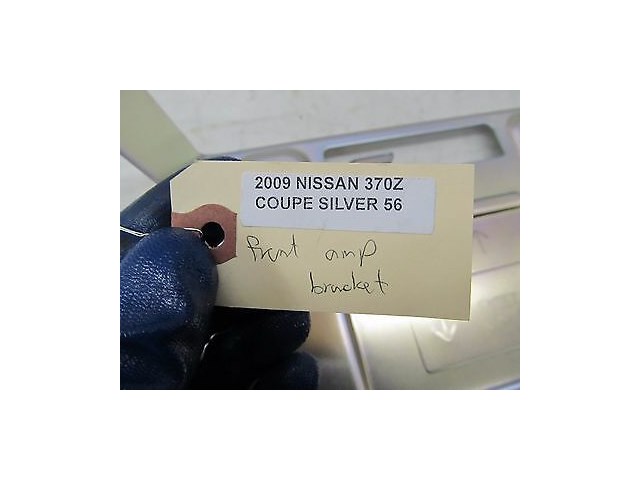 2009 NISSAN 370Z
COUPE SILVER 56
front amp
bracket